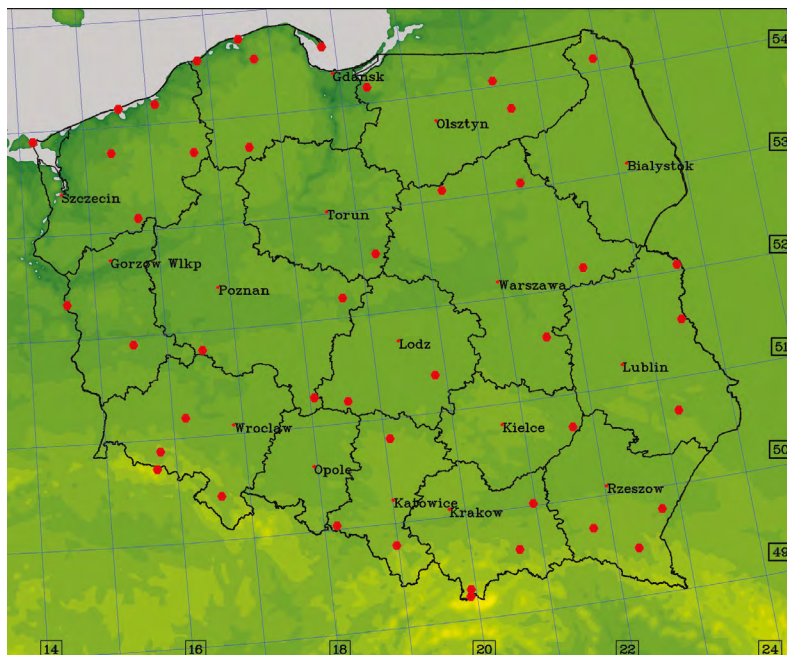 54
Gdansk
Olsztyn
53
Bialystok
Szczecin
Torun
52
Gorzow Wlkp
Poznan
Warszawa
51
Lodz
Lublin
Wroclaw
Kielce
50
Opole
Rzeszow
Katowice
Krakow
49
14
16
18
20
22
24